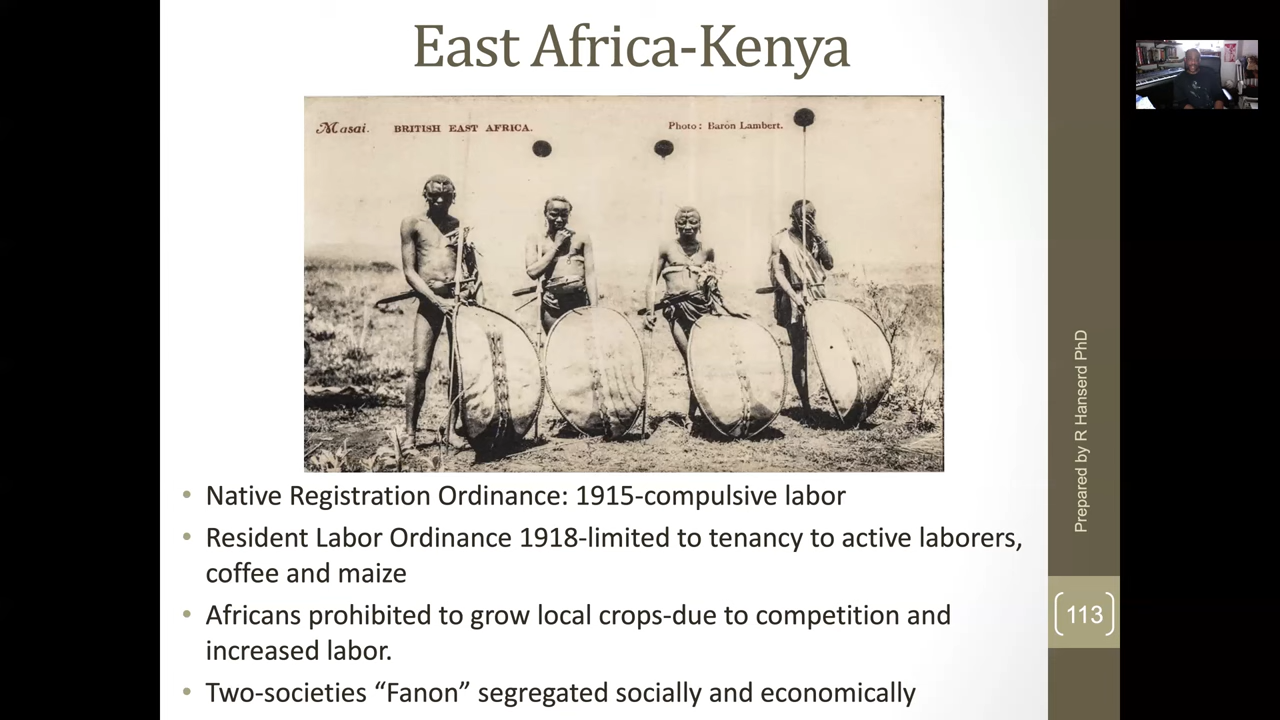 East Africa-Kenya
Masai. BRITISH EAST AFRICA. Photo: Baron Lambert.
• Native Registration Ordinance: 1915-compulsive labor
• Resident Labor Ordinance 1918-limited to tenancy to active laborers,
coffee and maize
• Africans prohibited to grow local crops-due to competition and
increased labor.
• Two-societies “Fanon” segregated socially and economically
Prepared by R Hanserd PhD
113